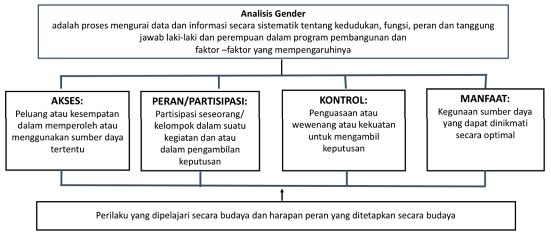 Analisis Gender
adalah proses mengurai data dan informasi secara sistematik tentang kedudukan, fungsi, peran dan tanggung
jawab laki-laki dan perempuan dalam program pembangunan dan
faktor –faktor yang mempengaruhinya
AKSES:
Peluang atau kesempatan
dalam memperoleh atau
menggunakan sumber daya
tertentu
PERAN/PARTISIPASI:
Partisipasi seseorang/
kelompok dalam suatu
kegiatan dan atau
dalam pengambilan
keputusan
KONTROL:
Penguasaan atau
wewenang atau kekuatan
untuk mengambil
keputusan
MANFAAT:
Kegunaan sumber daya
yang dapat dinikmati
secara optimal
Perilaku yang dipelajari secara budaya dan harapan peran yang ditetapkan secara budaya